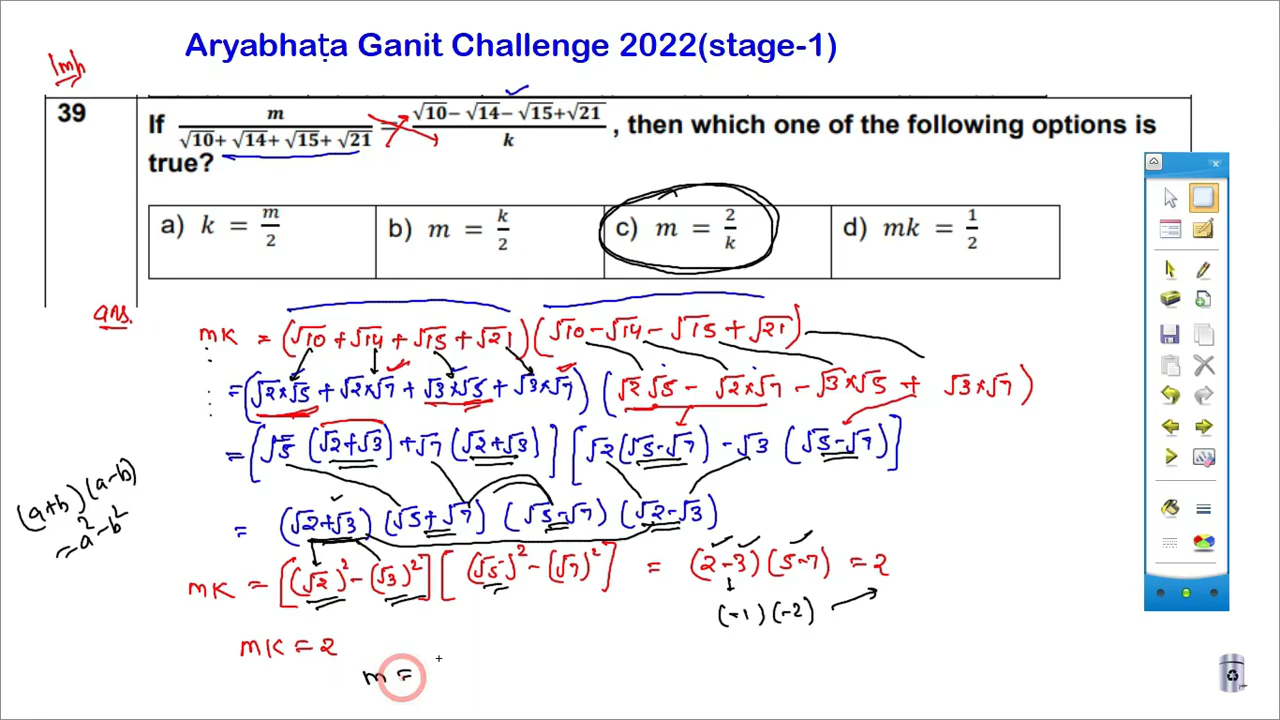 Aryabhaṭa Ganit Challenge 2022(stage-1)
Imp
39
If m / (√10+ √14+ √15+ √21) = (√10− √14− √15+√21) / k , then which one of the following options is
true?
a) k = m/2
b) m = k/2
c) m = 2/k
d) mk = 1/2
ans.
mK = (√10 + √14 + √15 + √21)(√10 − √14 − √15 + √21)
= (√2×√5 + √2×√7 + √3×√5 + √3×√7) (√2 √5 − √2×√7 − √3×√5 + √3×√7)
= [√5 (√2+√3) + √7 (√2+√3)] [√2 (√5−√7) − √3 (√5−√7)]
(a+b)(a−b)
= a² − b²
= (√2+√3) (√5+√7) (√5−√7) (√2−√3)
mK = [(√2)² − (√3)²] [(√5)² − (√7)²] = (2−3)(5−7) = 2
(−1)(−2)
mK = 2
m =